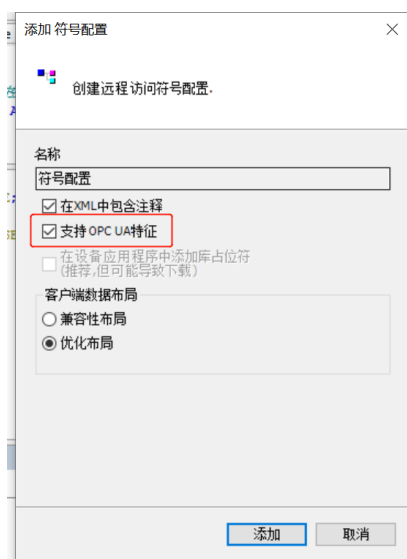 添加 符号配置
创建远程访问符号配置.
名称
符号配置
在XML中包含注释
支持 OPC UA特征
在设备应用程序中添加库占位符
(推荐,但可能导致下载)
客户端数据布局
兼容性布局
优化布局
添加
取消